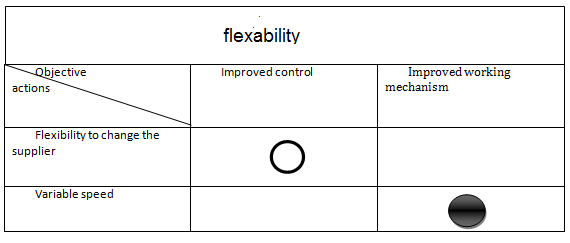 flexability
Objective
actions
Improved control
Improved working
mechanism
Flexibility to change the
supplier
Variable speed